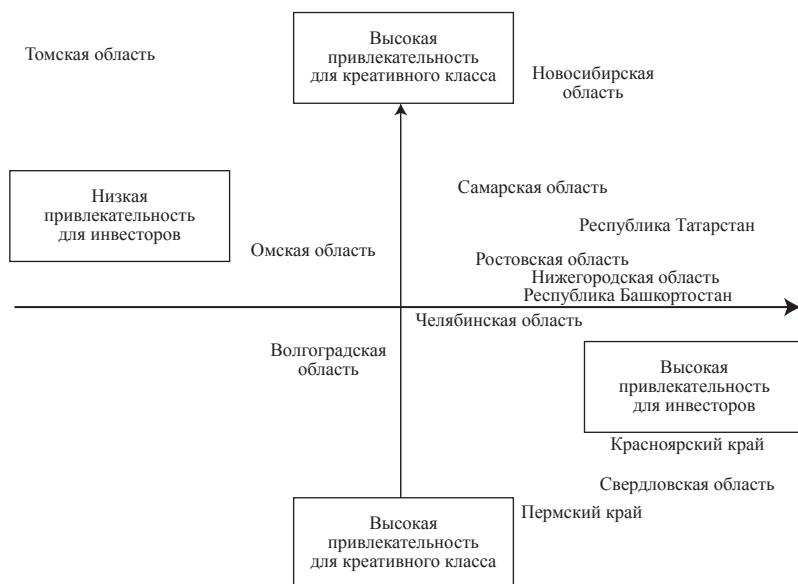 Томская область
Высокая
привлекательность
для креативного класса
Новосибирская
область
Самарская область
Низкая
привлекательность
для инвесторов
Республика Татарстан
Омская область
Ростовская область
Нижегородская область
Республика Башкортостан
Челябинская область
Волгоградская
область
Высокая
привлекательность
для инвесторов
Красноярский край
Свердловская область
Пермский край
Высокая
привлекательность
для креативного класса